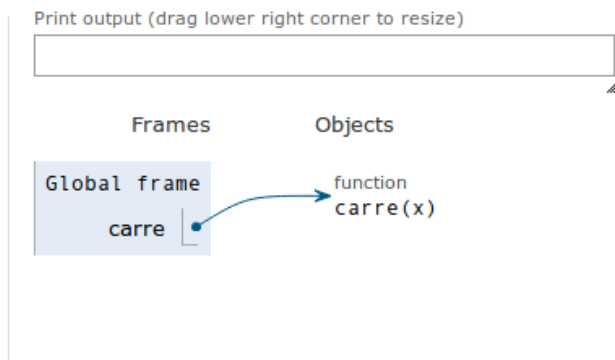 Print output (drag lower right corner to resize)
Frames Objects
Global frame
carre
function
carre(x)